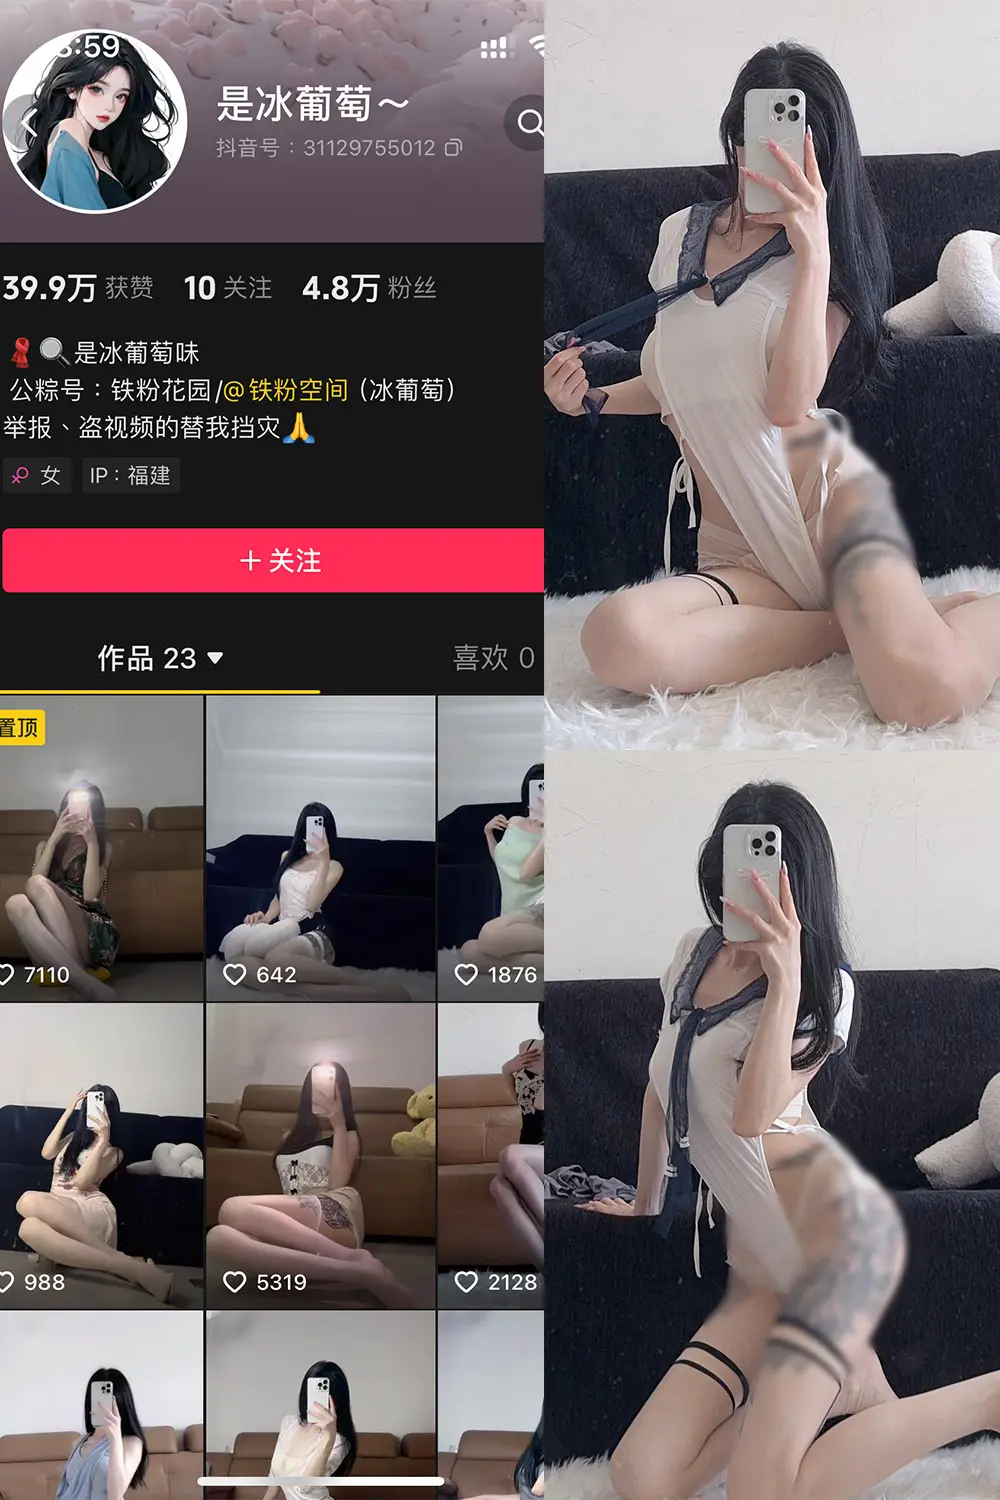 8:59
是冰葡萄～
抖音号：31129755012
39.9万 获赞 10 关注 4.8万 粉丝
是冰葡萄味
公粽号：铁粉花园/@铁粉空间（冰葡萄）
举报、盗视频的替我挡灾
女 IP：福建
＋关注
作品 23 喜欢 0
置顶
7110 642 1876
988 5319 2128